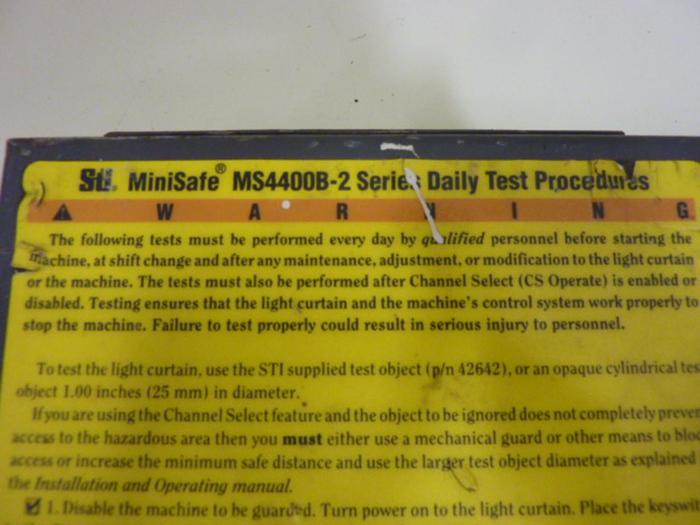 STI MiniSafe® MS4400B-2 Series Daily Test Procedures
⚠ WARNING
The following tests must be performed every day by qualified personnel before starting the
machine, at shift change and after any maintenance, adjustment, or modification to the light curtain
or the machine. The tests must also be performed after Channel Select (CS Operate) is enabled or
disabled. Testing ensures that the light curtain and the machine's control system work properly to
stop the machine. Failure to test properly could result in serious injury to personnel.
To test the light curtain, use the STI supplied test object (p/n 42642), or an opaque cylindrical tes
object 1.00 inches (25 mm) in diameter.
If you are using the Channel Select feature and the object to be ignored does not completely preven
access to the hazardous area then you must either use a mechanical guard or other means to bloc
access or increase the minimum safe distance and use the larger test object diameter as explained
the Installation and Operating manual.
☑ 1. Disable the machine to be guarded. Turn power on to the light curtain. Place the keyswi